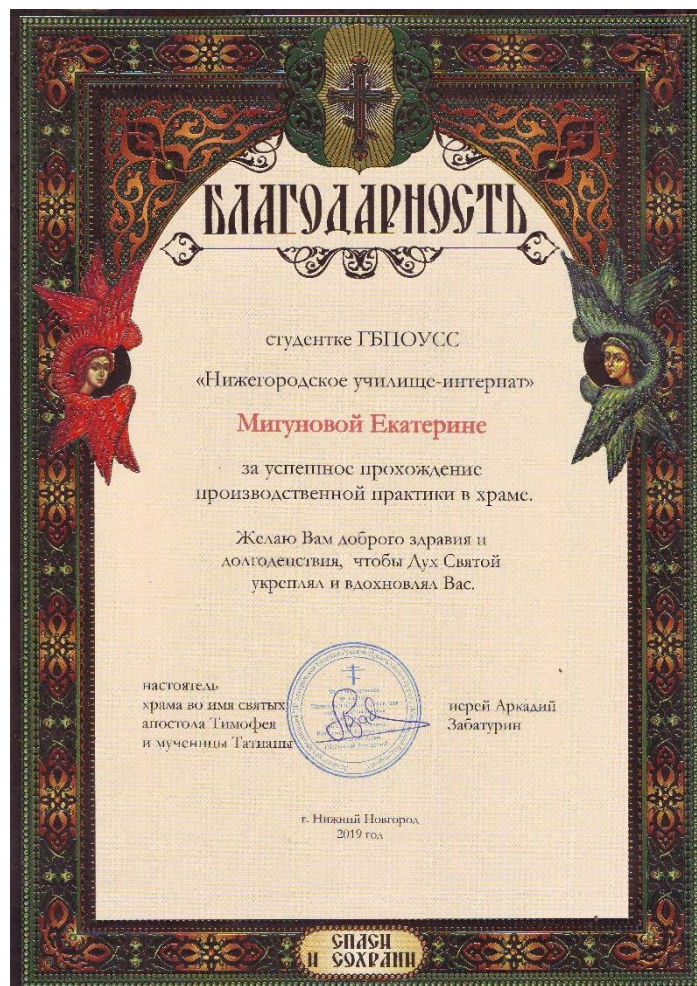 БЛАГОДАРНОСТЬ
студентке ГБПОУСС
«Нижегородское училище-интернат»
Мигуновой Екатерине
за успешное прохождение
производственной практики в храме.
Желаю Вам доброго здравия и
долгоденствия, чтобы Дух Святой
укреплял и вдохновлял Вас.
настоятель
храма во имя святых
апостола Тимофея
и мученицы Татианы
иерей Аркадий
Забатурин
г. Нижний Новгород
2019 год
СПАСИ
И СОХРАНИ